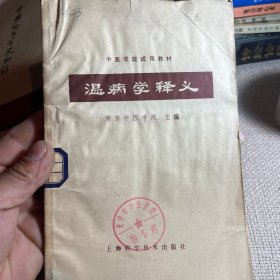 中医学院试用教材
温病学释义
南京中医学院 主编
上海科学技术出版社